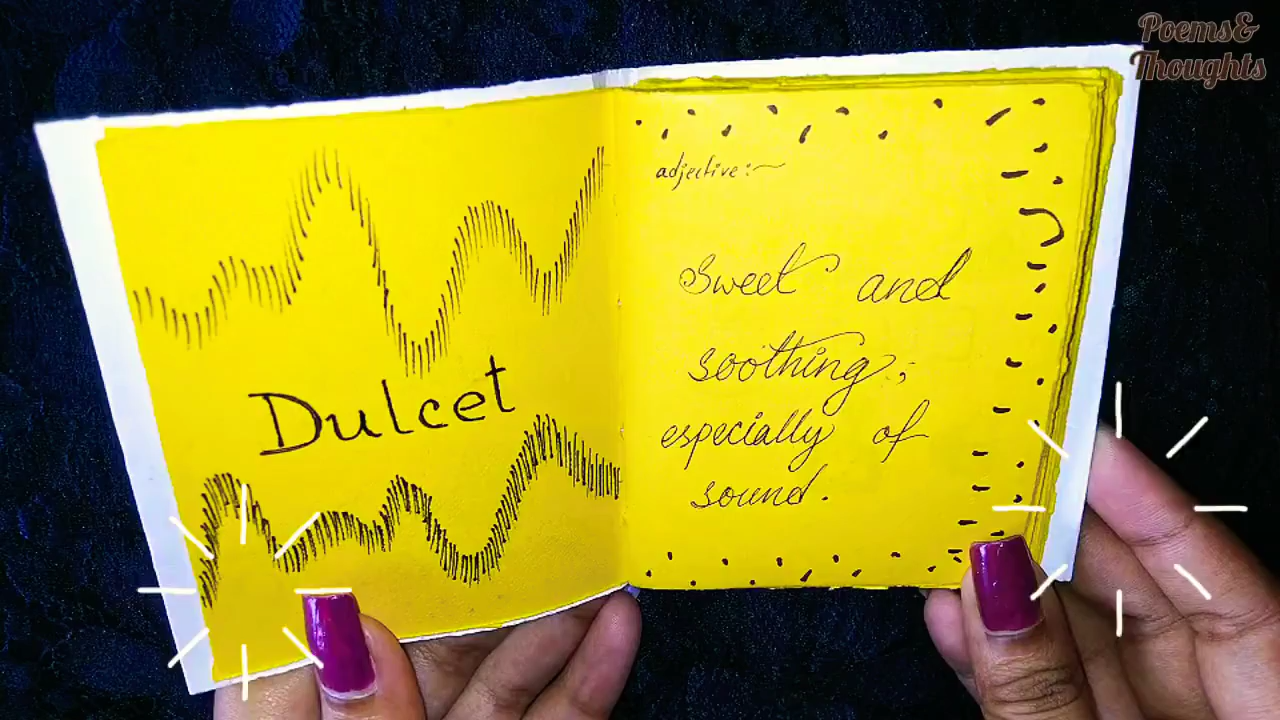 Poems&
Thoughts
Dulcet
adjective:~
Sweet and
soothing;
especially of
sound.